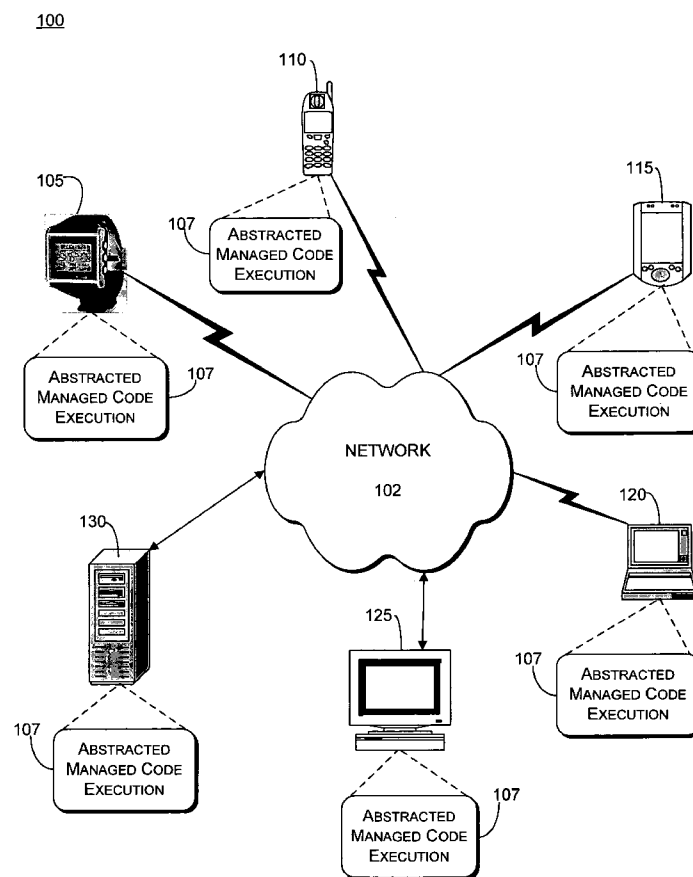 100
110
105
115
107
ABSTRACTED
MANAGED CODE
EXECUTION
ABSTRACTED
MANAGED CODE
EXECUTION
107
107
ABSTRACTED
MANAGED CODE
EXECUTION
NETWORK
102
130
120
125
107
ABSTRACTED
MANAGED CODE
EXECUTION
107
ABSTRACTED
MANAGED CODE
EXECUTION
ABSTRACTED
MANAGED CODE
EXECUTION
107